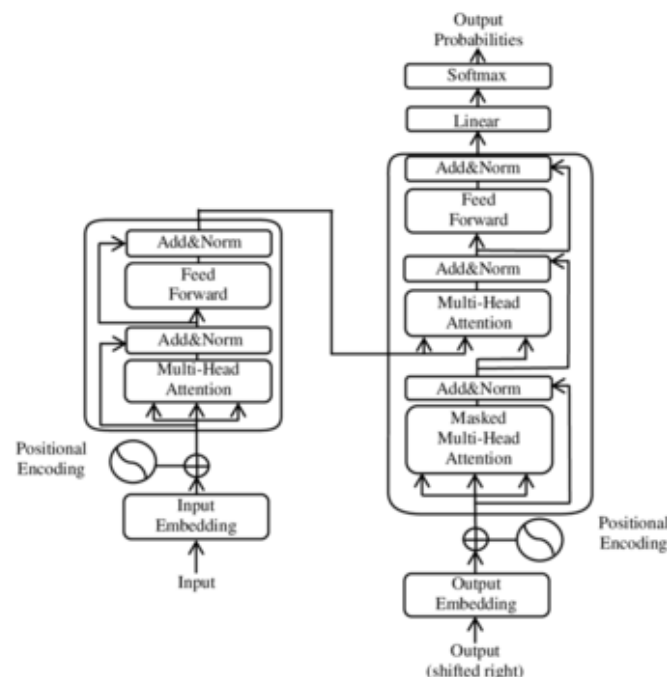 Output
Probabilities
Softmax
Linear
Add&Norm
Feed
Forward
Add&Norm
Multi-Head
Attention
Add&Norm
Masked
Multi-Head
Attention
Positional
Encoding
Output
Embedding
Output
(shifted right)
Add&Norm
Feed
Forward
Add&Norm
Multi-Head
Attention
Positional
Encoding
Input
Embedding
Input